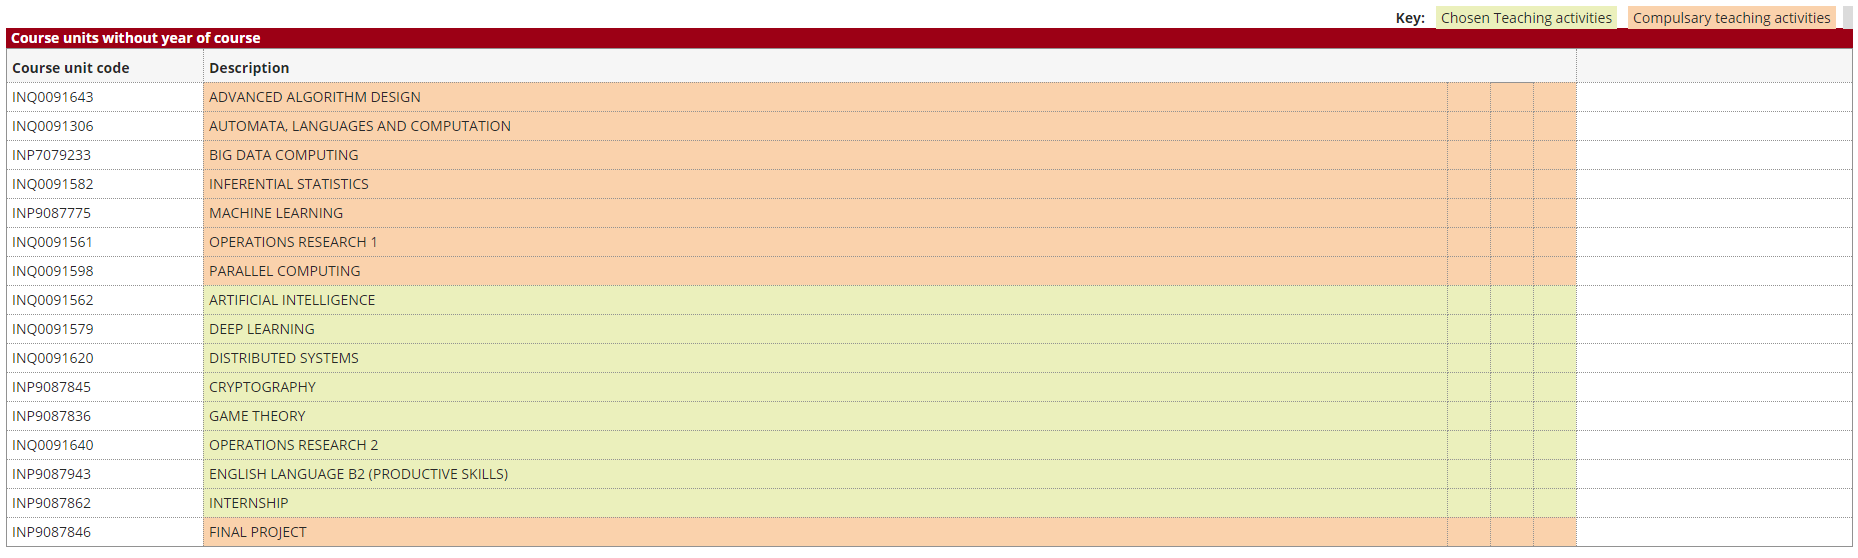 Key: Chosen Teaching activities Compulsary teaching activities
Course units without year of course
Course unit code Description
INQ0091643 ADVANCED ALGORITHM DESIGN
INQ0091306 AUTOMATA, LANGUAGES AND COMPUTATION
INP7079233 BIG DATA COMPUTING
INQ0091582 INFERENTIAL STATISTICS
INP9087775 MACHINE LEARNING
INQ0091561 OPERATIONS RESEARCH 1
INQ0091598 PARALLEL COMPUTING
INQ0091562 ARTIFICIAL INTELLIGENCE
INQ0091579 DEEP LEARNING
INQ0091620 DISTRIBUTED SYSTEMS
INP9087845 CRYPTOGRAPHY
INP9087836 GAME THEORY
INQ0091640 OPERATIONS RESEARCH 2
INP9087943 ENGLISH LANGUAGE B2 (PRODUCTIVE SKILLS)
INP9087862 INTERNSHIP
INP9087846 FINAL PROJECT